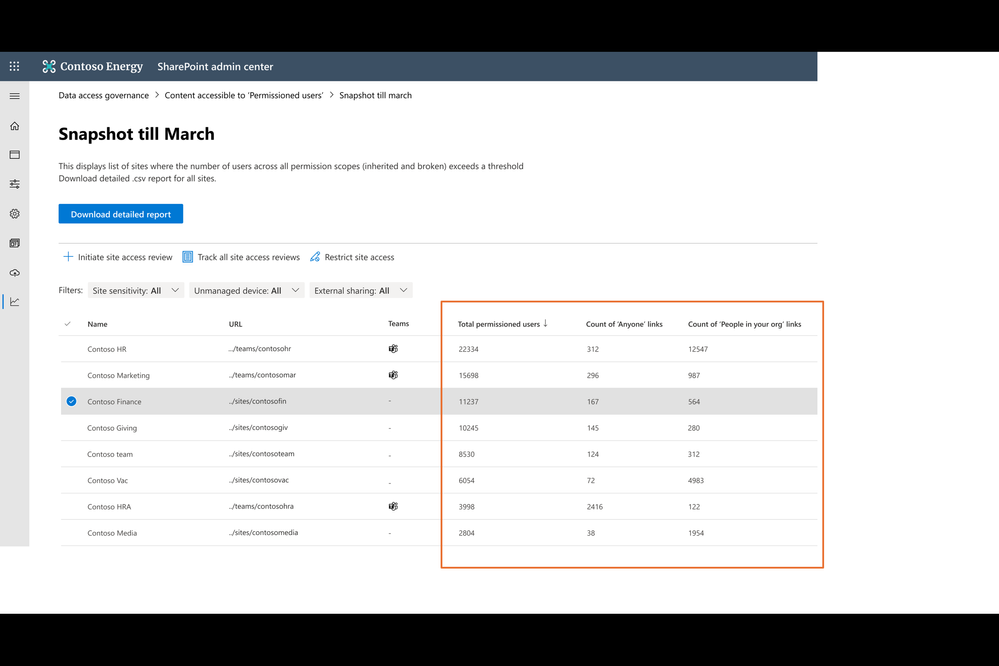 Contoso Energy SharePoint admin center
Data access governance > Content accessible to 'Permissioned users' > Snapshot till march
Snapshot till March
This displays list of sites where the number of users across all permission scopes (inherited and broken) exceeds a threshold
Download detailed .csv report for all sites.
Download detailed report
Initiate site access review Track all site access reviews Restrict site access
Filters: Site sensitivity: All Unmanaged device: All External sharing: All
Name URL Teams Total permissioned users ↓ Count of 'Anyone' links Count of 'People in your org' links
Contoso HR ../teams/contosohr 22334 312 12547
Contoso Marketing ../teams/contosomar 15698 296 987
Contoso Finance ../sites/contosofin - 11237 167 564
Contoso Giving ../sites/contosogiv - 10245 145 280
Contoso team ../sites/contosoteam - 8530 124 312
Contoso Vac ../sites/contosovac - 6054 72 4983
Contoso HRA ../teams/contosohra 3998 2416 122
Contoso Media ../sites/contosomedia - 2804 38 1954